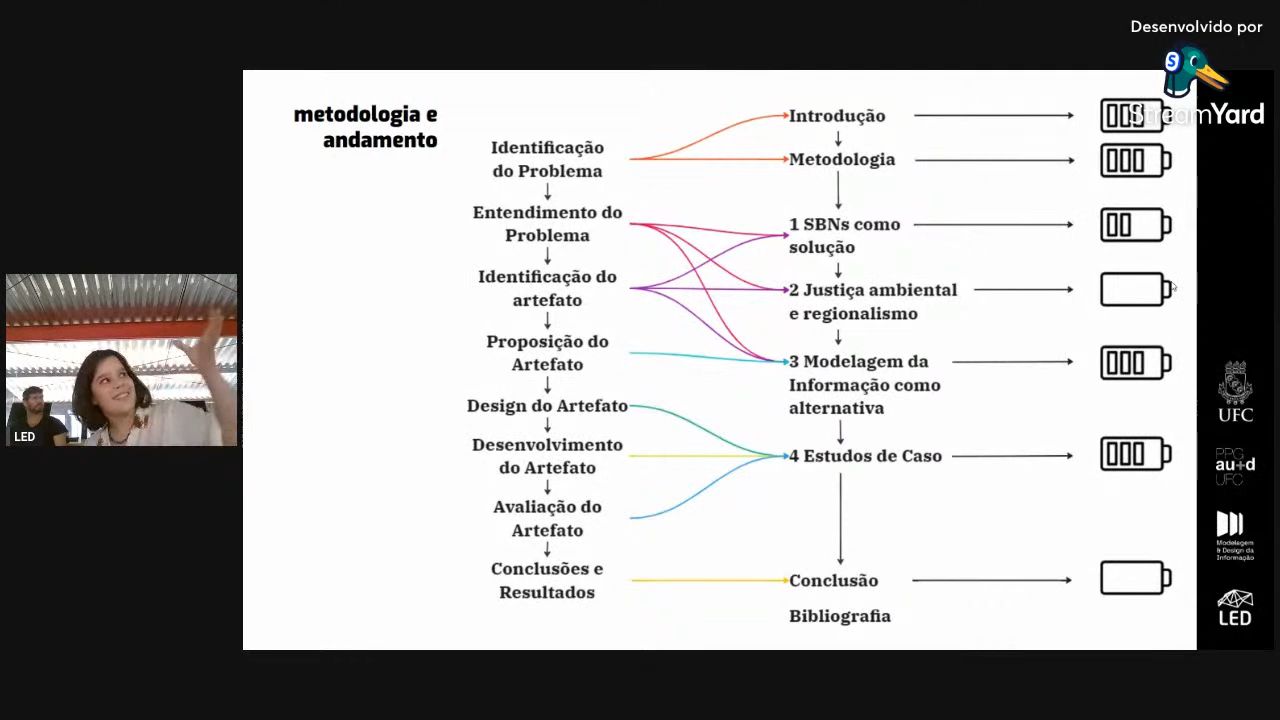 Desenvolvido por
StreamYard
metodologia e
andamento
Identificação
do Problema
Entendimento do
Problema
Identificação do
artefato
Proposição do
Artefato
Design do Artefato
Desenvolvimento
do Artefato
Avaliação do
Artefato
Conclusões e
Resultados
Introdução
Metodologia
1 SBNs como
solução
2 Justiça ambiental
e regionalismo
3 Modelagem da
Informação como
alternativa
4 Estudos de Caso
Conclusão
Bibliografia
LED
S
UFC
PPG
au+d
UFC
Modelagem
& Design da
Informação
LED